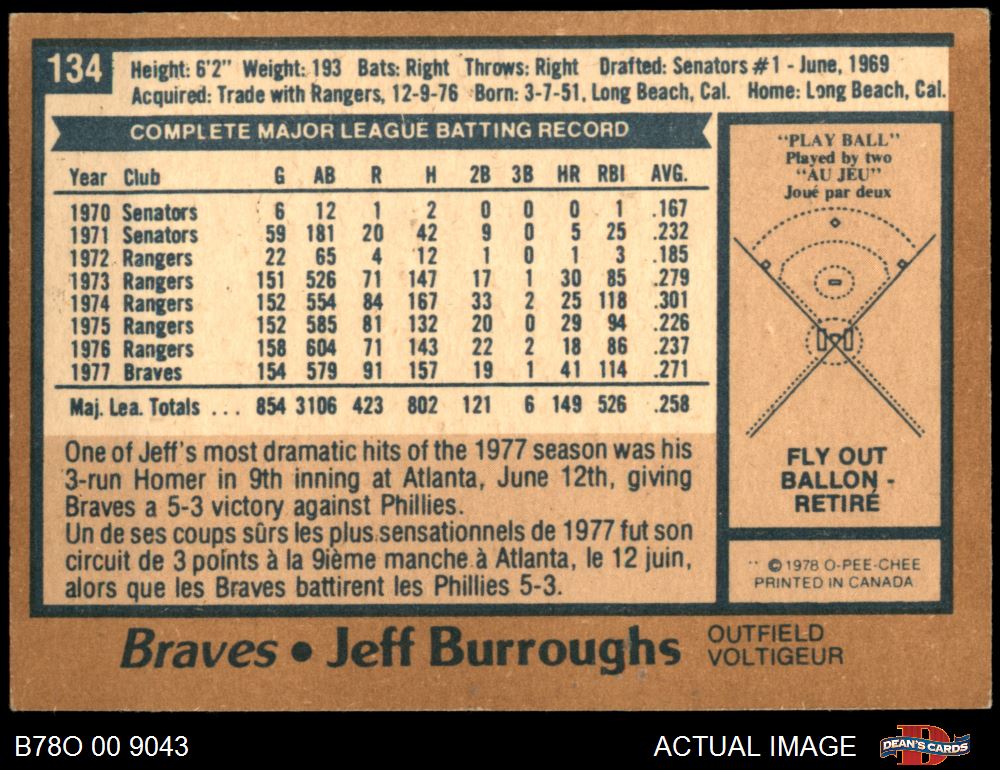 134
Height: 6'2" Weight: 193 Bats: Right Throws: Right Drafted: Senators #1 - June, 1969
Acquired: Trade with Rangers, 12-9-76 Born: 3-7-51, Long Beach, Cal. Home: Long Beach, Cal.
COMPLETE MAJOR LEAGUE BATTING RECORD
Year Club G AB R H 2B 3B HR RBI AVG.
1970 Senators 6 12 1 2 0 0 0 1 .167
1971 Senators 59 181 20 42 9 0 5 25 .232
1972 Rangers 22 65 4 12 1 0 1 3 .185
1973 Rangers 151 526 71 147 17 1 30 85 .279
1974 Rangers 152 554 84 167 33 2 25 118 .301
1975 Rangers 152 585 81 132 20 0 29 94 .226
1976 Rangers 158 604 71 143 22 2 18 86 .237
1977 Braves 154 579 91 157 19 1 41 114 .271
Maj. Lea. Totals ... 854 3106 423 802 121 6 149 526 .258
One of Jeff's most dramatic hits of the 1977 season was his
3-run Homer in 9th inning at Atlanta, June 12th, giving
Braves a 5-3 victory against Phillies.
Un de ses coups sûrs les plus sensationnels de 1977 fut son
circuit de 3 points à la 9ième manche à Atlanta, le 12 juin,
alors que les Braves battirent les Phillies 5-3.
"PLAY BALL"
Played by two
"AU JEU"
Joué par deux
FLY OUT
BALLON -
RETIRÉ
© 1978 O-PEE-CHEE
PRINTED IN CANADA
Braves • Jeff Burroughs
OUTFIELD
VOLTIGEUR
B78O 00 9043
ACTUAL IMAGE
D
DEAN'S CARDS